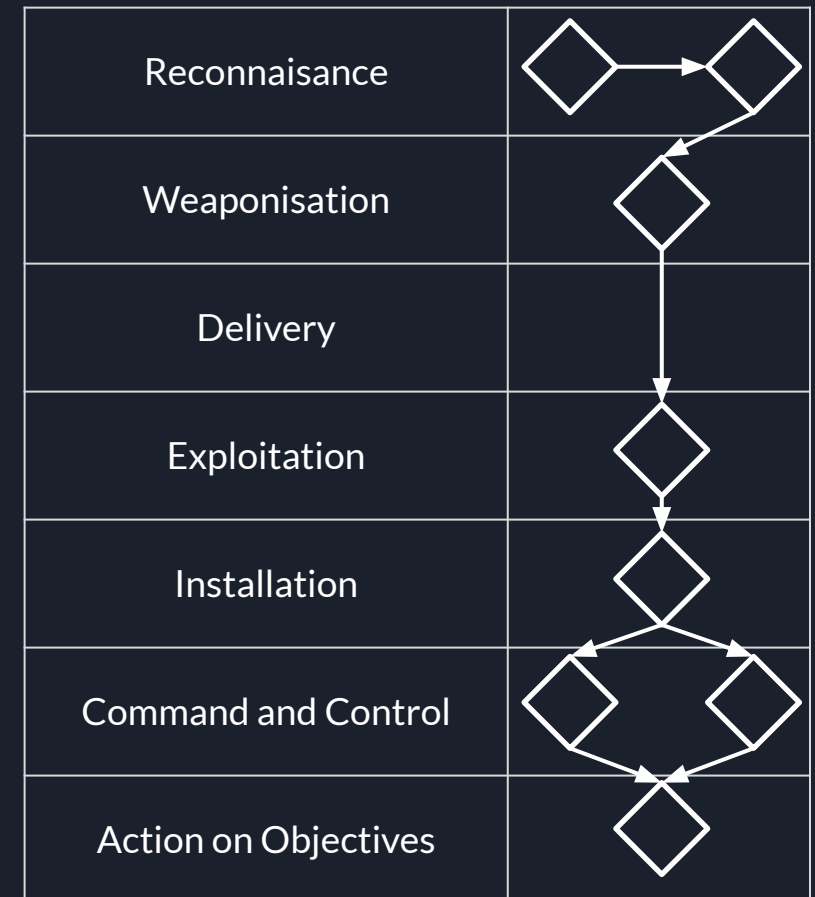 Reconnaisance
Weaponisation
Delivery
Exploitation
Installation
Command and Control
Action on Objectives